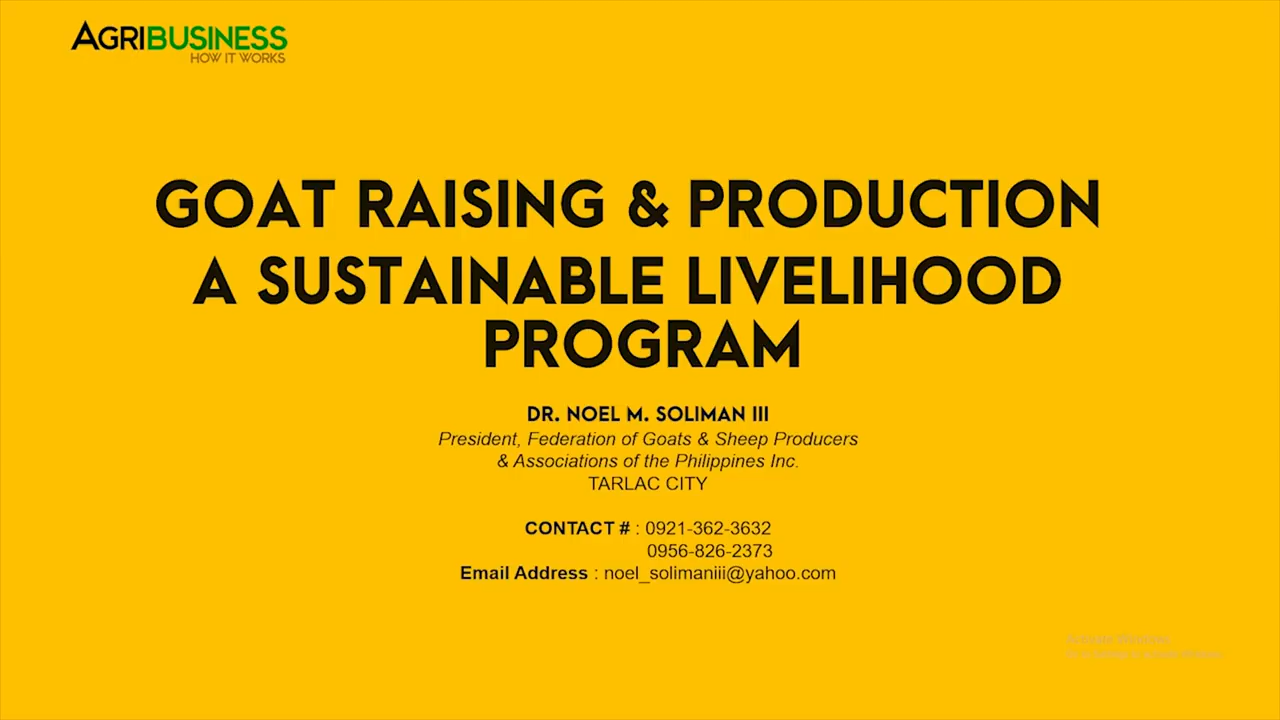 AGRIBUSINESS
HOW IT WORKS
GOAT RAISING & PRODUCTION
A SUSTAINABLE LIVELIHOOD
PROGRAM
DR. NOEL M. SOLIMAN III
President, Federation of Goats & Sheep Producers
& Associations of the Philippines Inc.
TARLAC CITY
CONTACT # : 0921-362-3632
0956-826-2373
Email Address : noel_solimaniii@yahoo.com